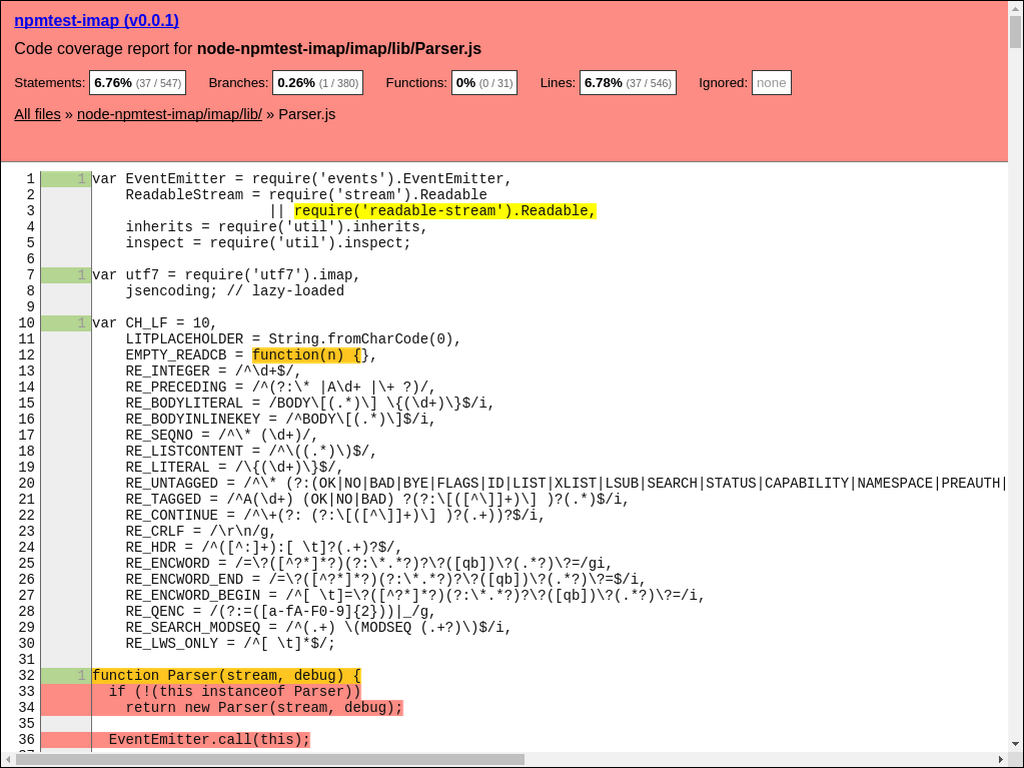 npmtest-imap (v0.0.1)
Code coverage report for node-npmtest-imap/imap/lib/Parser.js
Statements: 6.76% (37 / 547) Branches: 0.26% (1 / 380) Functions: 0% (0 / 31) Lines: 6.78% (37 / 546) Ignored: none
All files » node-npmtest-imap/imap/lib/ » Parser.js
1 1 var EventEmitter = require('events').EventEmitter,
2 ReadableStream = require('stream').Readable
3 || require('readable-stream').Readable,
4 inherits = require('util').inherits,
5 inspect = require('util').inspect;
6
7 1 var utf7 = require('utf7').imap,
8 jsencoding; // lazy-loaded
9
10 1 var CH_LF = 10,
11 LITPLACEHOLDER = String.fromCharCode(0),
12 EMPTY_READCB = function(n) {},
13 RE_INTEGER = /^\d+$/,
14 RE_PRECEDING = /^(?:\* |A\d+ |\+ ?)/,
15 RE_BODYLITERAL = /BODY\[(.*)\] \{(\d+)\}$/i,
16 RE_BODYINLINEKEY = /^BODY\[(.*)\]$/i,
17 RE_SEQNO = /^\* (\d+)/,
18 RE_LISTCONTENT = /^\((.*)\)$/,
19 RE_LITERAL = /\{(\d+)\}$/,
20 RE_UNTAGGED = /^\* (?:(OK|NO|BAD|BYE|FLAGS|ID|LIST|XLIST|LSUB|SEARCH|STATUS|CAPABILITY|NAMESPACE|PREAUTH|
21 RE_TAGGED = /^A(\d+) (OK|NO|BAD) ?(?:\[([^\]]+)\] )?(.*)$/i,
22 RE_CONTINUE = /^\+(?: (?:\[([^\]]+)\] )?(.+))?$/i,
23 RE_CRLF = /\r\n/g,
24 RE_HDR = /^([^:]+):[ \t]?(.+)?$/,
25 RE_ENCWORD = /=\?([^?*]*?)(?:\*.*?)?\?([qb])\?(.*?)\?=/gi,
26 RE_ENCWORD_END = /=\?([^?*]*?)(?:\*.*?)?\?([qb])\?(.*?)\?=$/i,
27 RE_ENCWORD_BEGIN = /^[ \t]=\?([^?*]*?)(?:\*.*?)?\?([qb])\?(.*?)\?=/i,
28 RE_QENC = /(?:=([a-fA-F0-9]{2}))|_/g,
29 RE_SEARCH_MODSEQ = /^(.+) \(MODSEQ (.+?)\)$/i,
30 RE_LWS_ONLY = /^[ \t]*$/;
31
32 1 function Parser(stream, debug) {
33 if (!(this instanceof Parser))
34 return new Parser(stream, debug);
35
36 EventEmitter.call(this);